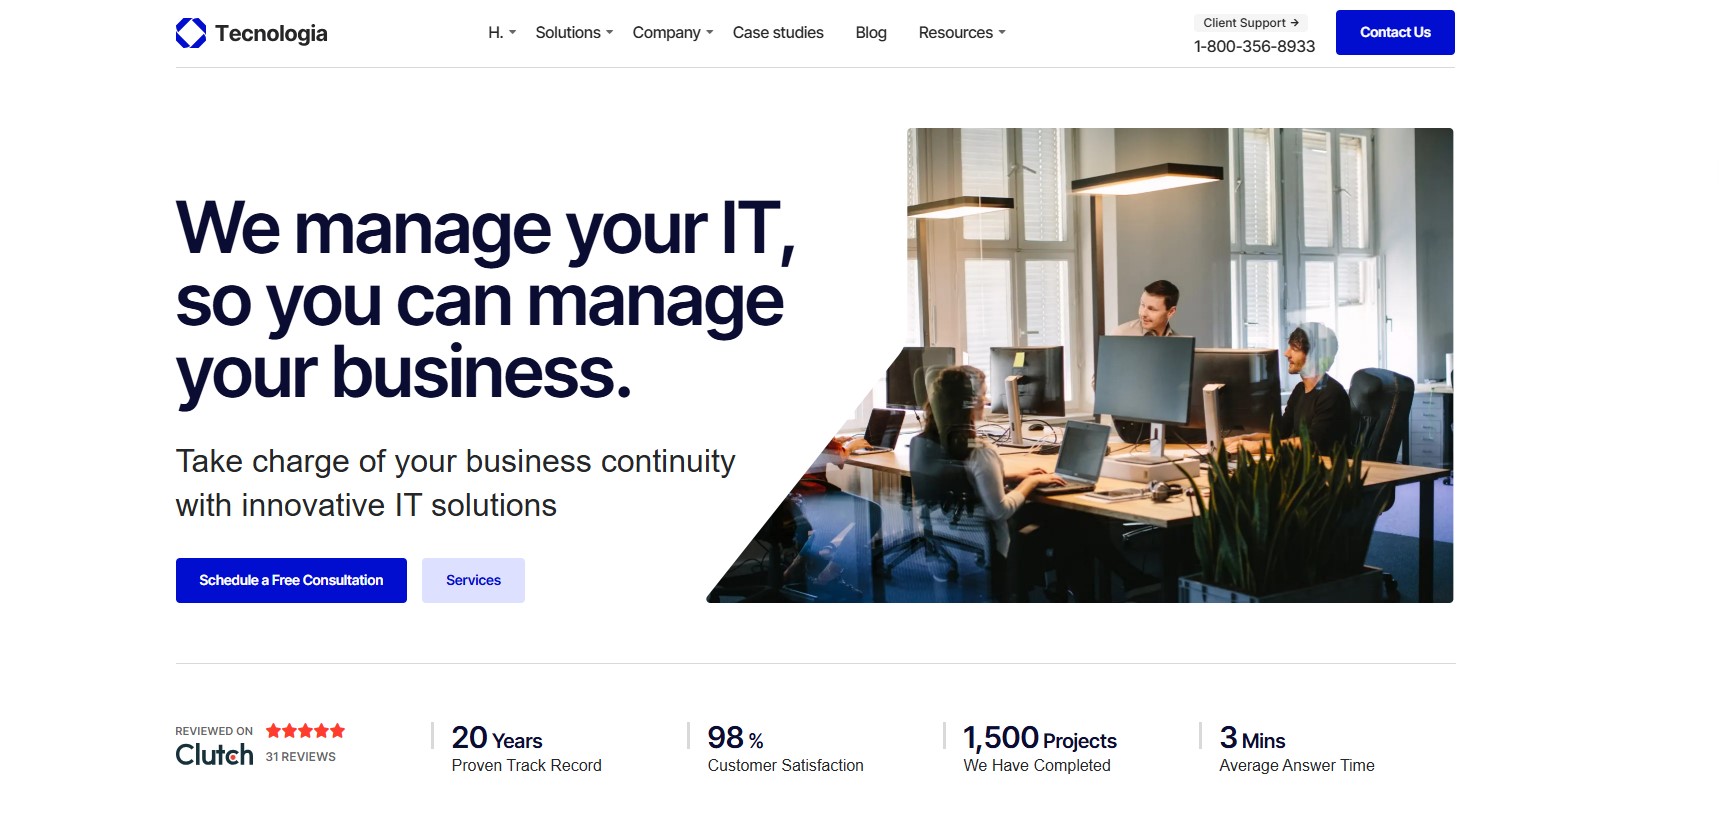 Tecnologia
H.
Solutions
Company
Case studies
Blog
Resources
Client Support →
1-800-356-8933
Contact Us
We manage your IT,
so you can manage
your business.
Take charge of your business continuity
with innovative IT solutions
Schedule a Free Consultation
Services
REVIEWED ON
Clutch
31 REVIEWS
20 Years
Proven Track Record
98 %
Customer Satisfaction
1,500 Projects
We Have Completed
3 Mins
Average Answer Time